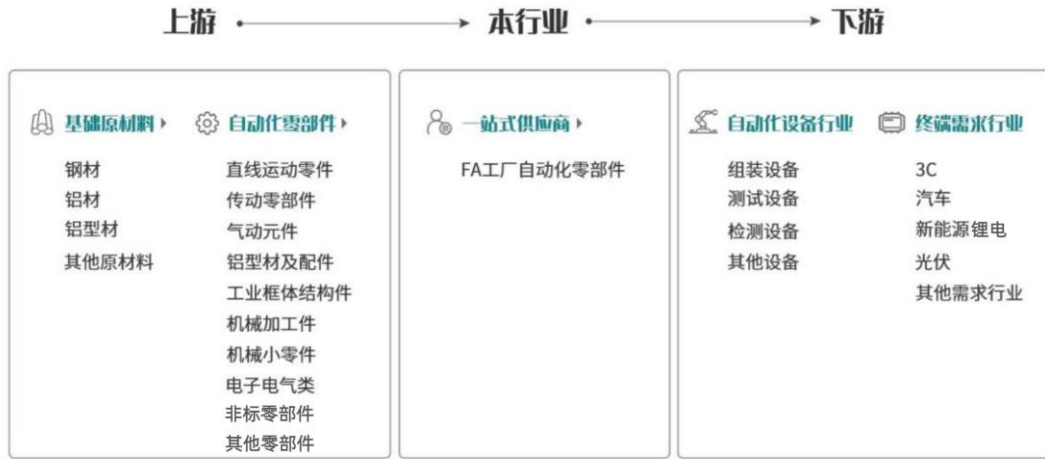 上游 本行业 下游
基础原材料
钢材
铝材
铝型材
其他原材料
自动化零部件
直线运动零件
传动零部件
气动元件
铝型材及配件
工业框体结构件
机械加工件
机械小零件
电子电气类
非标零部件
其他零部件
一站式供应商
FA工厂自动化零部件
自动化设备行业
组装设备
测试设备
检测设备
其他设备
终端需求行业
3C
汽车
新能源锂电
光伏
其他需求行业